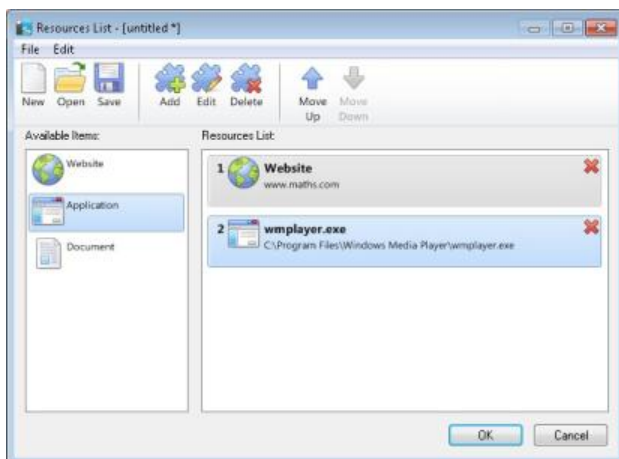 Resources List - [untitled *]
File Edit
New Open Save Add Edit Delete Move Up Move Down
Available Items: Resources List:
Website
Application
Document
1 Website
www.maths.com
2 wmplayer.exe
C:\Program Files\Windows Media Player\wmplayer.exe
OK Cancel